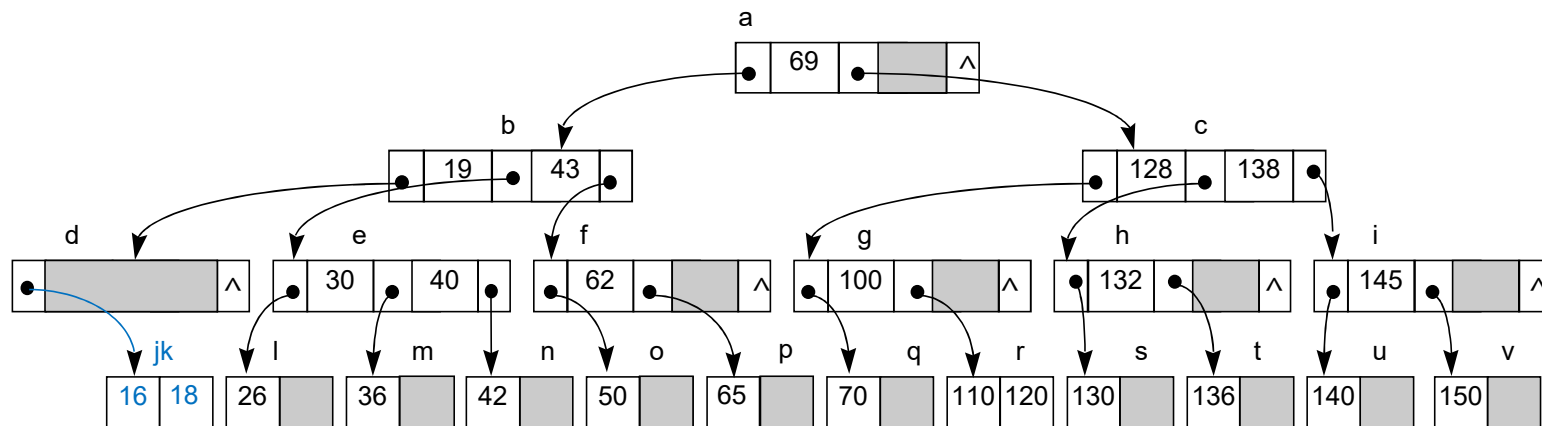 a
69 ^
b c
19 43 128 138
d e f g h i
^ 30 40 62 ^ 100 ^ 132 ^ 145 ^
jk l m n o p q r s t u v
16 18 26 36 42 50 65 70 110 120 130 136 140 150